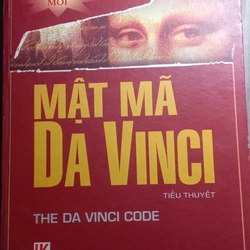 MỚI
MẬT MÃ
DA VINCI
TIỂU THUYẾT
THE DA VINCI CODE